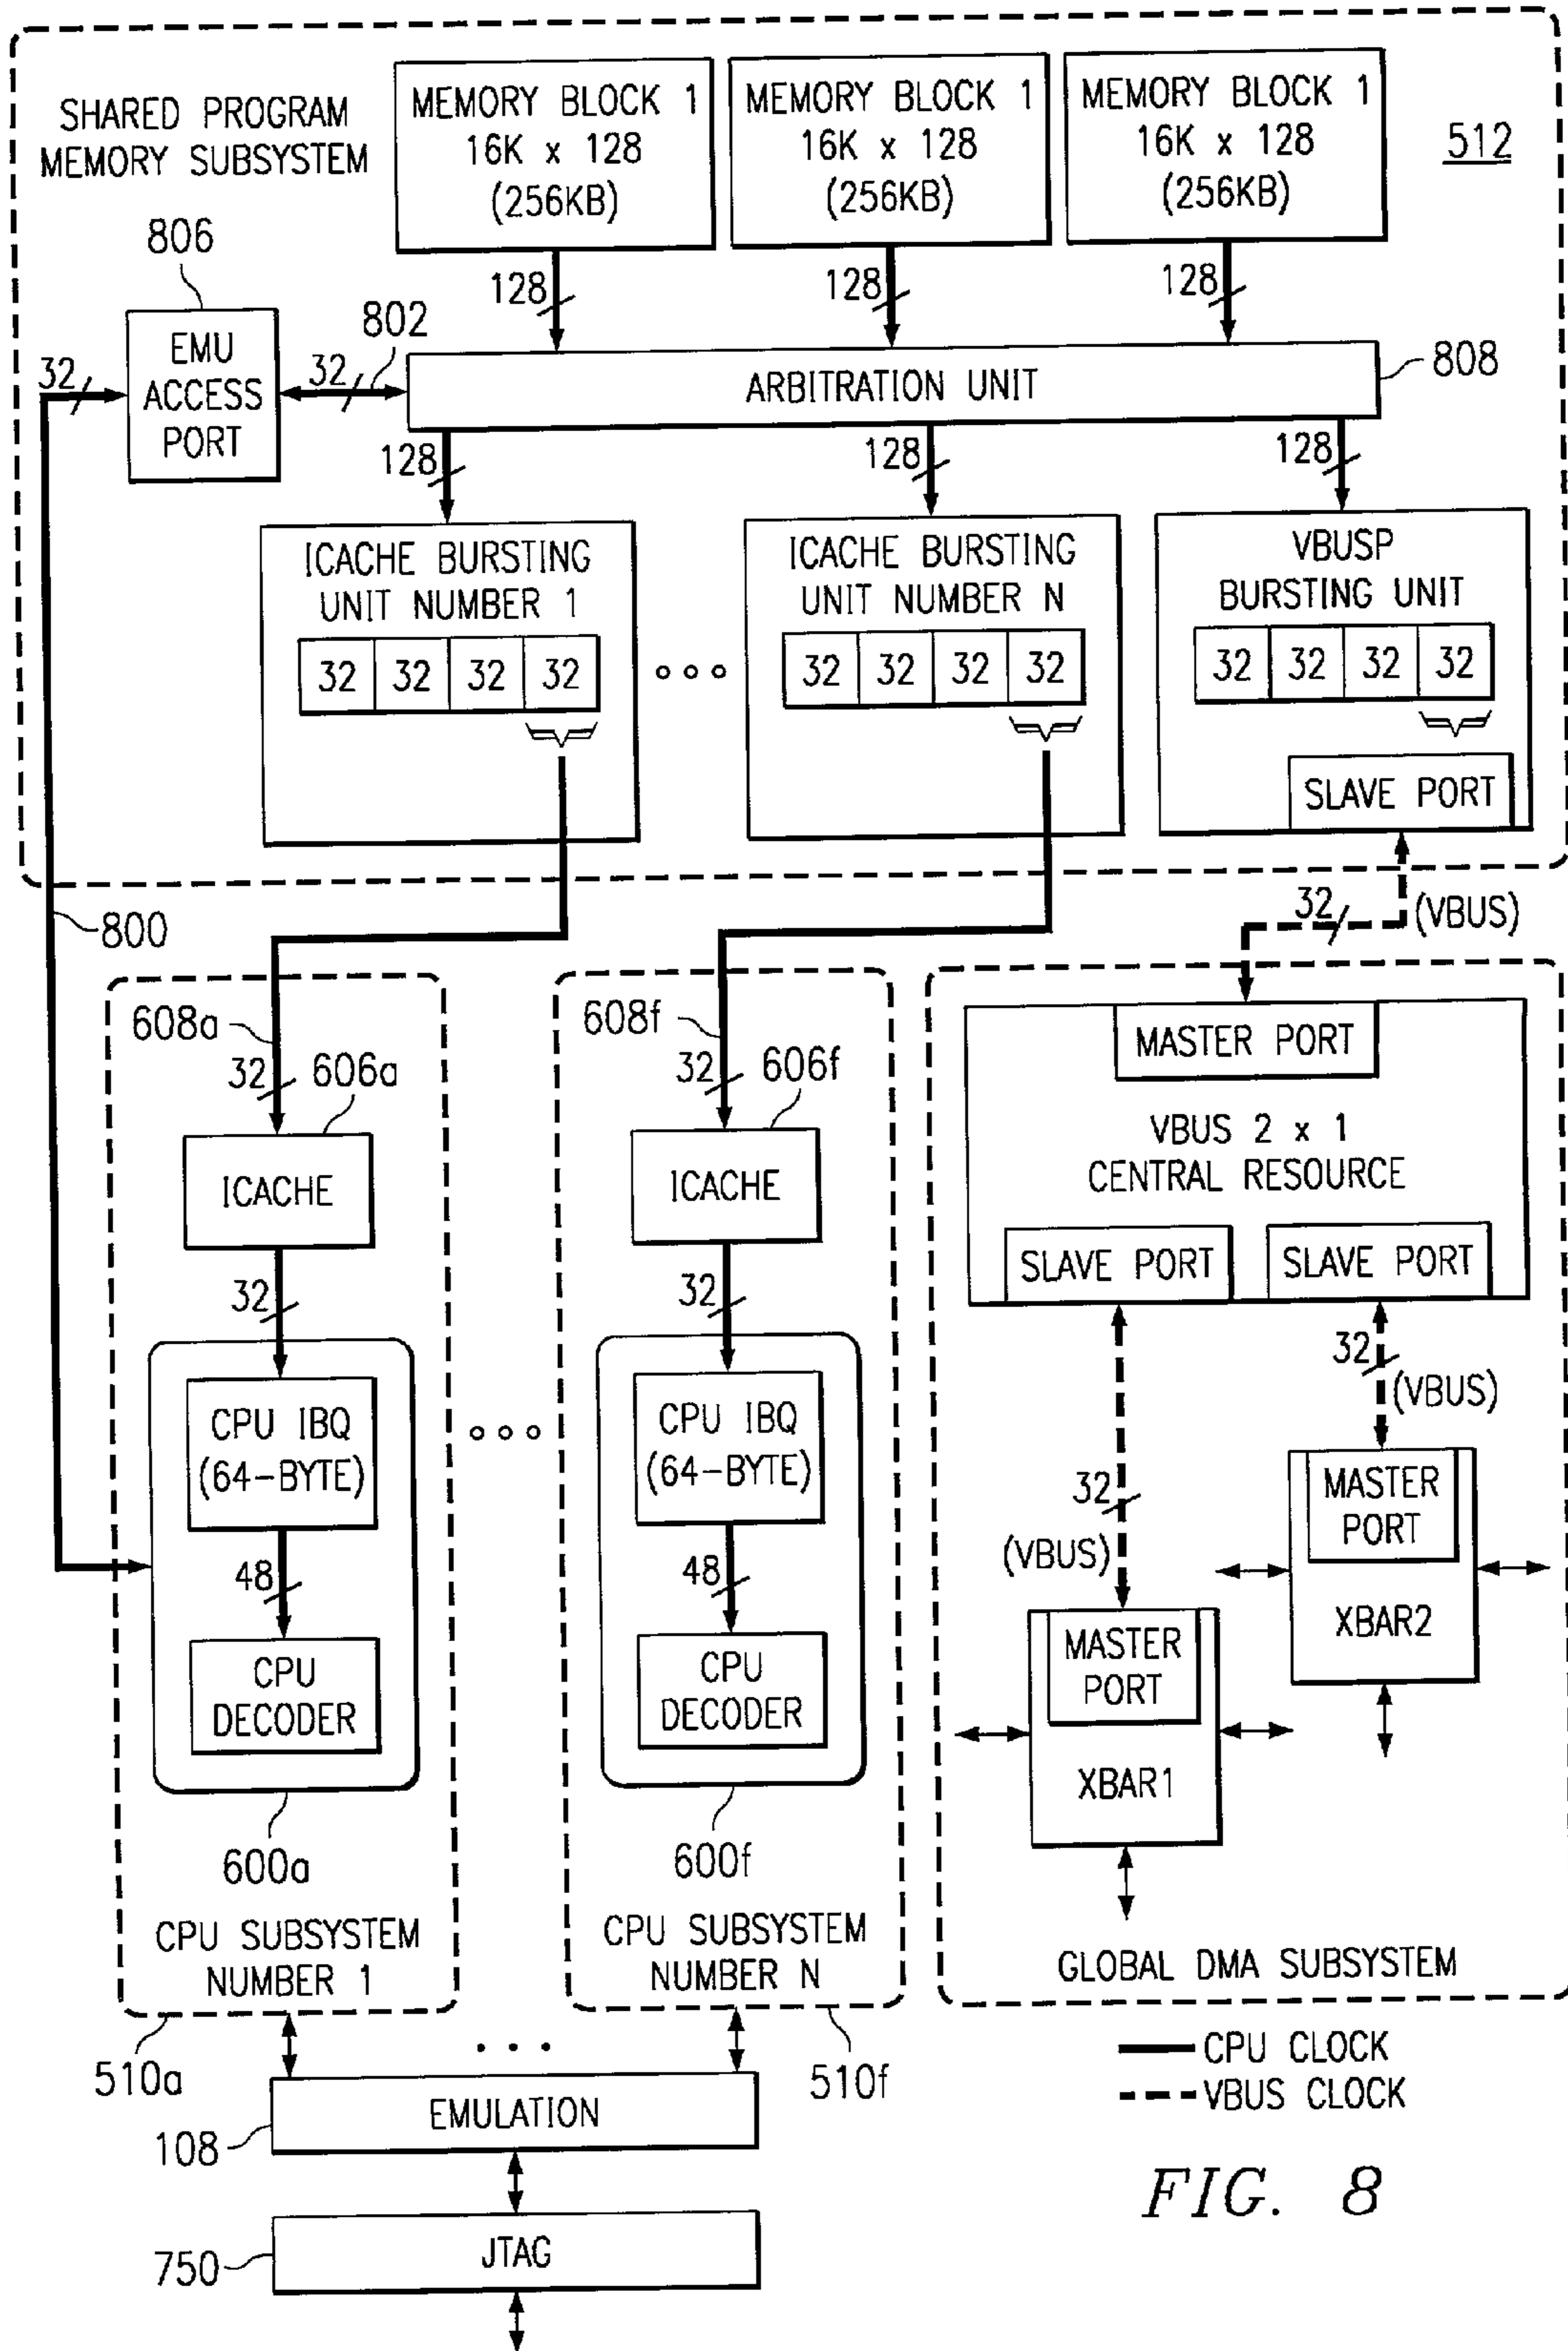 SHARED PROGRAM
MEMORY SUBSYSTEM
MEMORY BLOCK 1
16K x 128
(256KB)
MEMORY BLOCK 1
16K x 128
(256KB)
MEMORY BLOCK 1
16K x 128
(256KB)
512
806
128
128
128
802
EMU
ACCESS
PORT
32
32
ARBITRATION UNIT
808
128
128
128
ICACHE BURSTING
UNIT NUMBER 1
32 32 32 32
ICACHE BURSTING
UNIT NUMBER N
32 32 32 32
VBUSP
BURSTING UNIT
32 32 32 32
SLAVE PORT
800
32
(VBUS)
608a
32
606a
ICACHE
32
CPU IBQ
(64-BYTE)
48
CPU
DECODER
600a
CPU SUBSYSTEM
NUMBER 1
510a
608f
32
606f
ICACHE
32
CPU IBQ
(64-BYTE)
48
CPU
DECODER
600f
CPU SUBSYSTEM
NUMBER N
510f
MASTER PORT
VBUS 2 x 1
CENTRAL RESOURCE
SLAVE PORT
SLAVE PORT
32
(VBUS)
32
(VBUS)
MASTER
PORT
XBAR2
MASTER
PORT
XBAR1
GLOBAL DMA SUBSYSTEM
CPU CLOCK
VBUS CLOCK
EMULATION
108
JTAG
750
FIG. 8